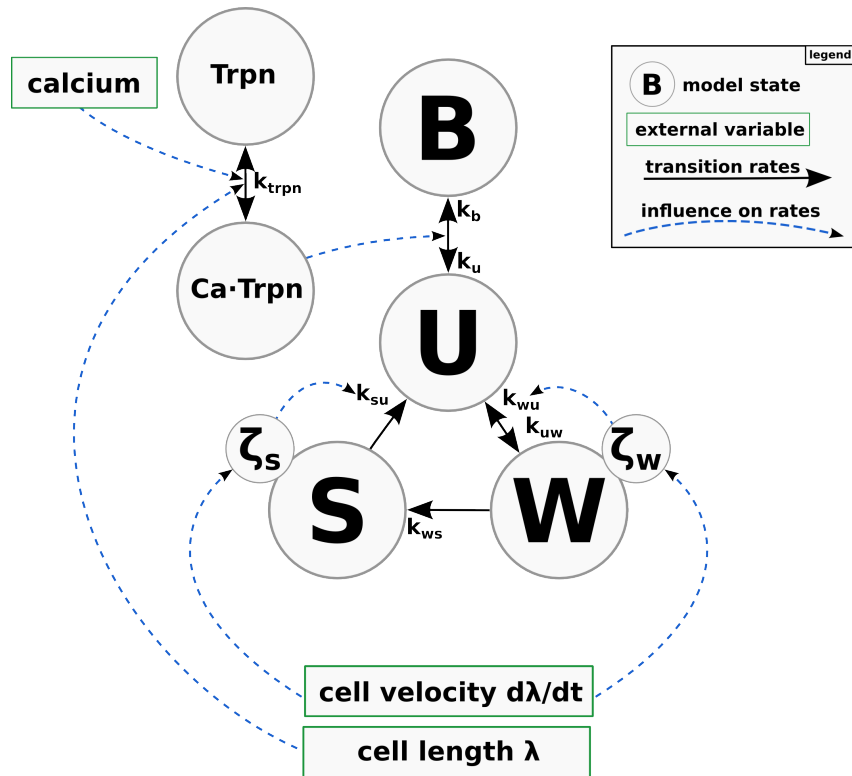 Trpn
calcium
B
legend
B model state
external variable
transition rates
influence on rates
k_trpn
k_b
k_u
Ca·Trpn
U
k_su
k_wu
k_uw
ζ_s
ζ_w
S
W
k_ws
cell velocity dλ/dt
cell length λ